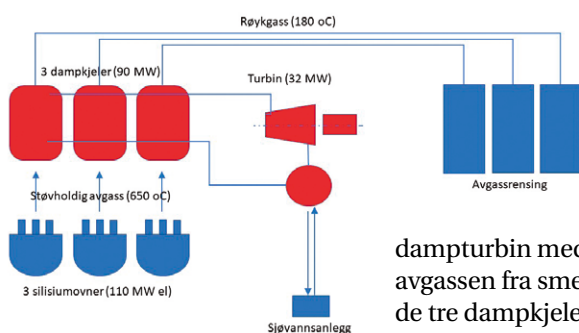 Røykgass (180 oC)
3 dampkjeler (90 MW)
Turbin (32 MW)
Støvholdig avgass (650 oC)
Avgassrensing
3 silisiumovner (110 MW el)
Sjøvannsanlegg
dampturbin med
avgassen fra sme
de tre dampkjele